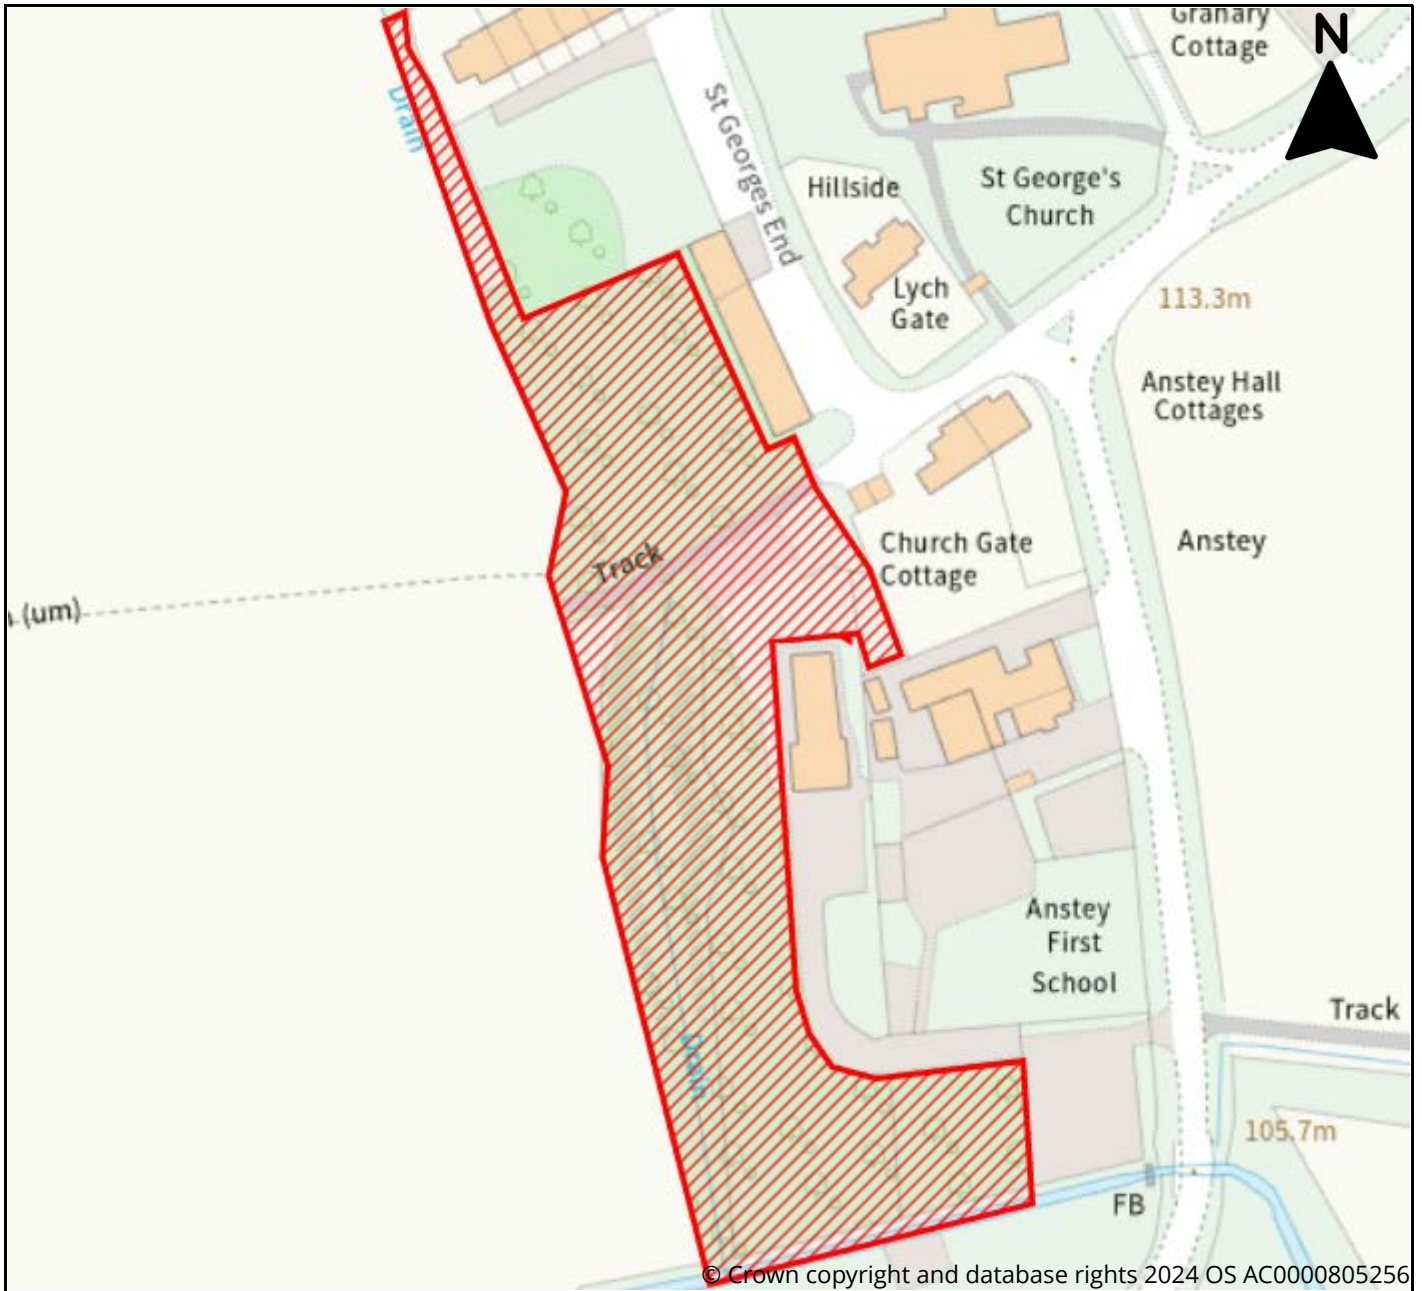 Granary
Cottage
N
Drain
St Georges End
Hillside
St George's
Church
Lych
Gate
113.3m
Anstey Hall
Cottages
Track
Church Gate
Cottage
Anstey
(um)
Anstey
First
School
Track
Drain
105.7m
FB
© Crown copyright and database rights 2024 OS AC0000805256